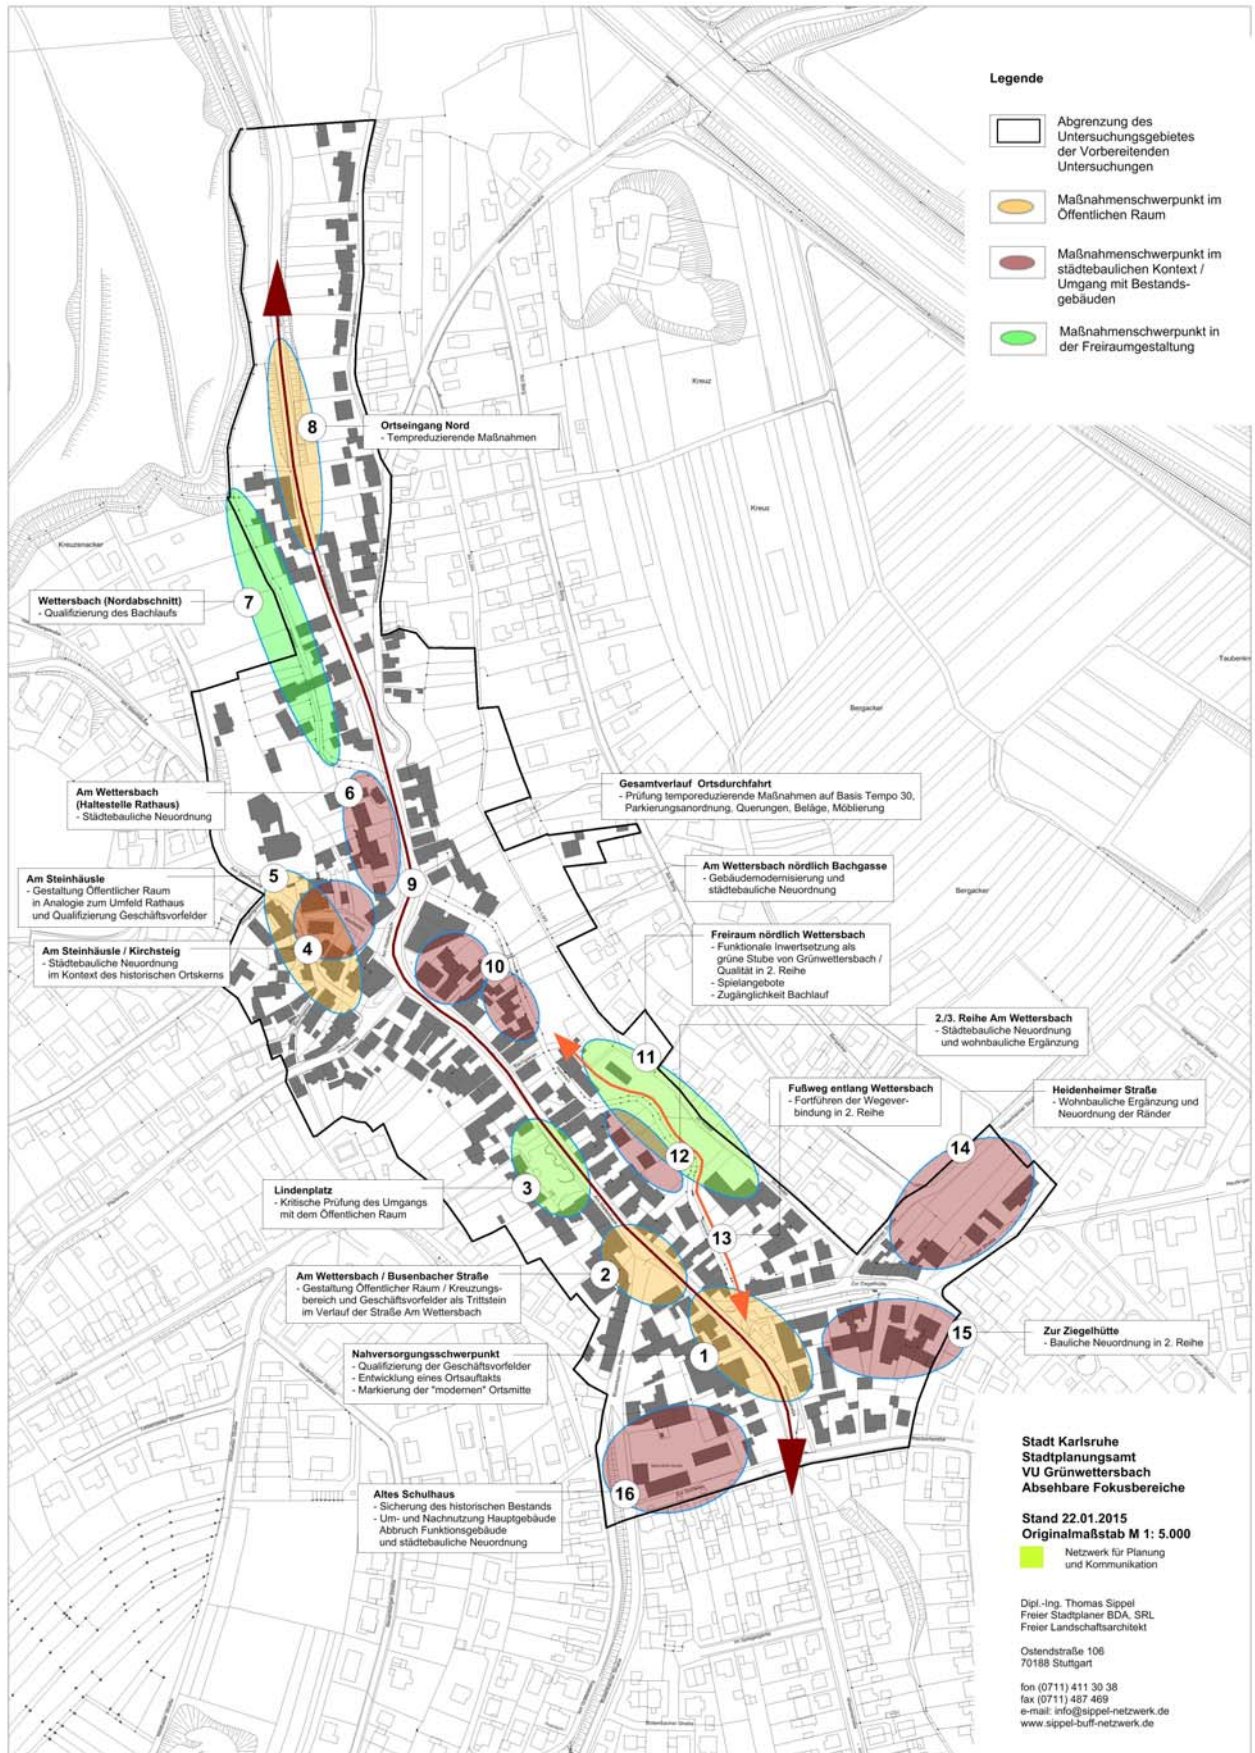 Legende
Abgrenzung des
Untersuchungsgebietes
der Vorbereitenden
Untersuchungen
Maßnahmenschwerpunkt im
Öffentlichen Raum
Maßnahmenschwerpunkt im
städtebaulichen Kontext /
Umgang mit Bestands-
gebäuden
Maßnahmenschwerpunkt in
der Freiraumgestaltung
Kreuz
8
Ortseingang Nord
- Tempreduzierende Maßnahmen
Kreuz
Kreuzenacker
Wettersbach (Nordabschnitt)
- Qualifizierung des Bachlaufs
7
Bergacker
Am Wettersbach
(Haltestelle Rathaus)
- Städtebauliche Neuordnung
6
Gesamtverlauf Ortsdurchfahrt
- Prüfung temporeduzierende Maßnahmen auf Basis Tempo 30,
Parkierungsanordnung, Querungen, Beläge, Möblierung
Am Wettersbach nördlich Bachgasse
- Gebäudemodernisierung und
städtebauliche Neuordnung
Bergacker
5
9
Am Steinhäusle
- Gestaltung Öffentlicher Raum
in Analogie zum Umfeld Rathaus
und Qualifizierung Geschäftsvorfelder
4
Am Steinhäusle / Kirchsteig
- Städtebauliche Neuordnung
im Kontext des historischen Ortskerns
10
Freiraum nördlich Wettersbach
- Funktionale Inwertsetzung als
grüne Stube von Grünwettersbach /
Qualität in 2. Reihe
- Spielangebote
- Zugänglichkeit Bachlauf
2./3. Reihe Am Wettersbach
- Städtebauliche Neuordnung
und wohnbauliche Ergänzung
11
Fußweg entlang Wettersbach
- Fortführen der Wegever-
bindung in 2. Reihe
Heidenheimer Straße
- Wohnbauliche Ergänzung und
Neuordnung der Ränder
12
14
3
Lindenplatz
- Kritische Prüfung des Umgangs
mit dem Öffentlichen Raum
13
2
Am Wettersbach / Busenbacher Straße
- Gestaltung Öffentlicher Raum / Kreuzungs-
bereich und Geschäftsvorfelder als Trittstein
im Verlauf der Straße Am Wettersbach
Zur Ziegelhütte
1
15
Zur Ziegelhütte
- Bauliche Neuordnung in 2. Reihe
Nahversorgungsschwerpunkt
- Qualifizierung der Geschäftsvorfelder
- Entwicklung eines Ortsauftakts
- Markierung der "modernen" Ortsmitte
16
Altes Schulhaus
- Sicherung des historischen Bestands
- Um- und Nachnutzung Hauptgebäude
Abbruch Funktionsgebäude
und städtebauliche Neuordnung
Stadt Karlsruhe
Stadtplanungsamt
VU Grünwettersbach
Absehbare Fokusbereiche
Stand 22.01.2015
Originalmaßstab M 1: 5.000
Netzwerk für Planung
und Kommunikation
Dipl.-Ing. Thomas Sippel
Freier Stadtplaner BDA, SRL
Freier Landschaftsarchitekt
Ostendstraße 106
70188 Stuttgart
fon (0711) 411 30 38
fax (0711) 487 469
e-mail: info@sippel-netzwerk.de
www.sippel-buff-netzwerk.de